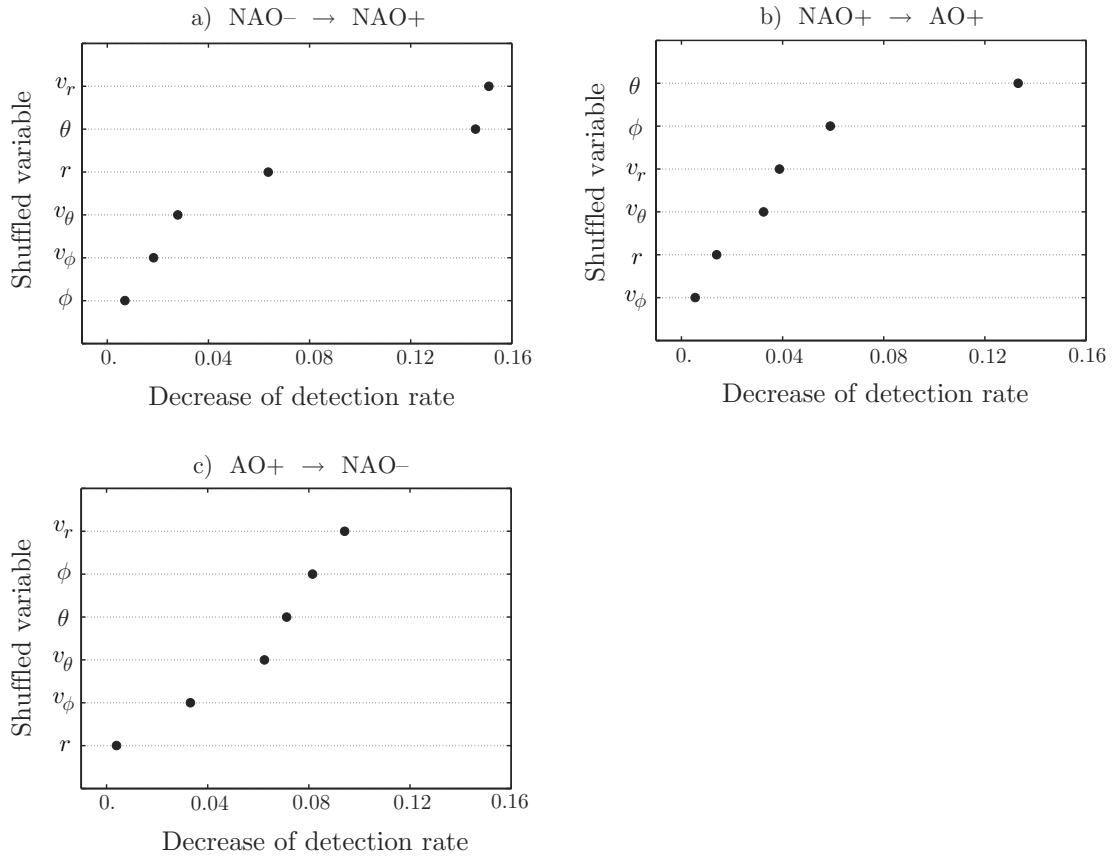 a) NAO– → NAO+
Shuffled variable
v_r
θ
r
v_θ
v_ϕ
ϕ
0. 0.04 0.08 0.12 0.16
Decrease of detection rate
b) NAO+ → AO+
Shuffled variable
θ
ϕ
v_r
v_θ
r
v_ϕ
0. 0.04 0.08 0.12 0.16
Decrease of detection rate
c) AO+ → NAO–
Shuffled variable
v_r
ϕ
θ
v_θ
v_ϕ
r
0. 0.04 0.08 0.12 0.16
Decrease of detection rate